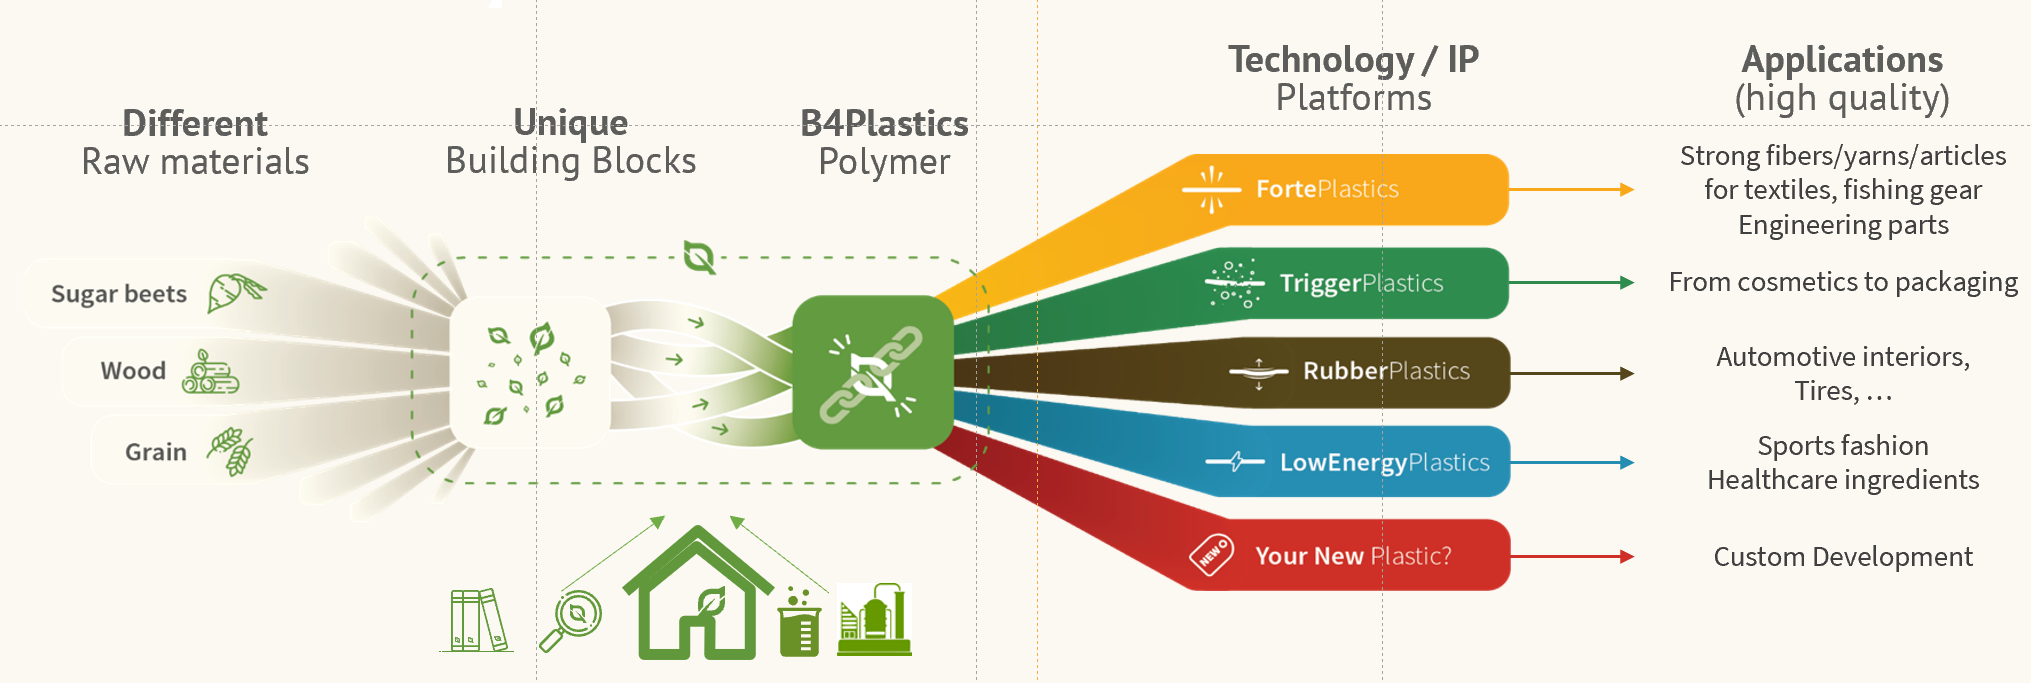 Different
Raw materials
Unique
Building Blocks
B4Plastics
Polymer
Technology / IP
Platforms
Applications
(high quality)
Sugar beets
Wood
Grain
FortePlastics
Strong fibers/yarns/articles
for textiles, fishing gear
Engineering parts
TriggerPlastics
From cosmetics to packaging
RubberPlastics
Automotive interiors,
Tires, …
LowEnergyPlastics
Sports fashion
Healthcare ingredients
NEW
Your New Plastic?
Custom Development